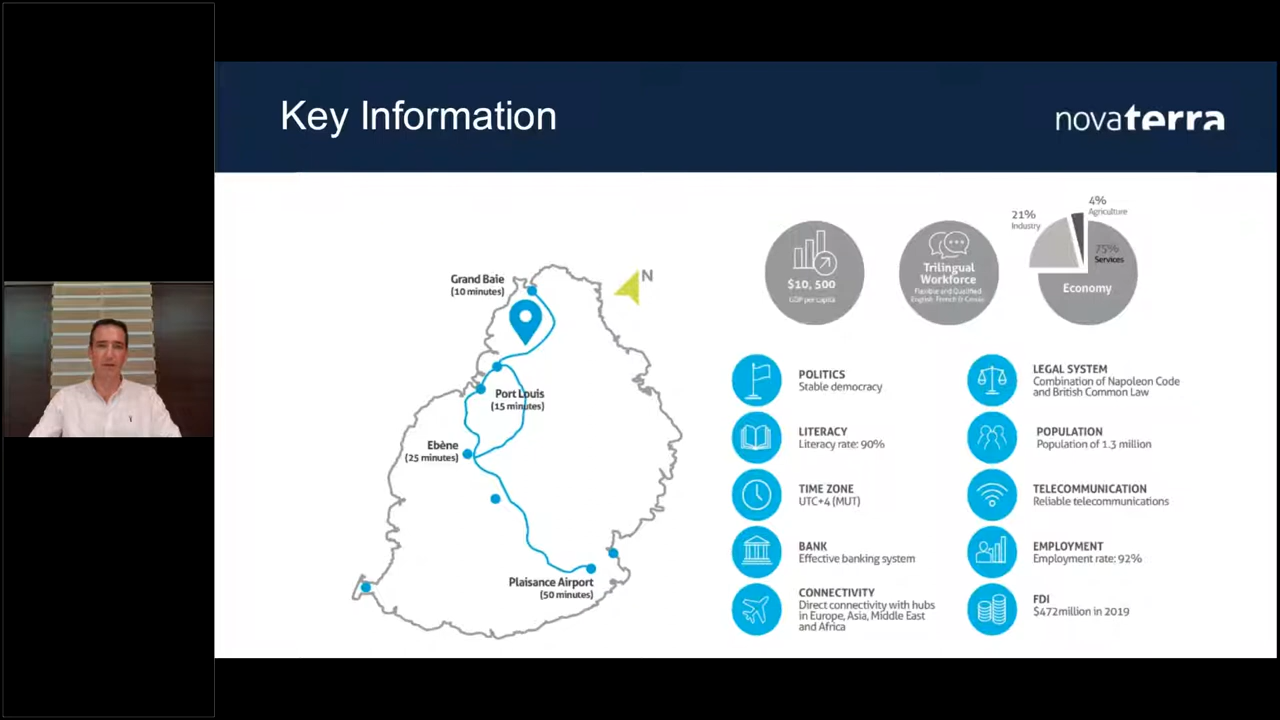 Key Information
novaterra
Grand Baie
(10 minutes)
N
Port Louis
(15 minutes)
Ebène
(25 minutes)
Plaisance Airport
(50 minutes)
$10, 500
GDP per capita
Trilingual
Workforce
Flexible and Qualified
English, French & Creole
21%
Industry
4%
Agriculture
75%
Services
Economy
POLITICS
Stable democracy
LITERACY
Literacy rate: 90%
TIME ZONE
UTC+4 (MUT)
BANK
Effective banking system
CONNECTIVITY
Direct connectivity with hubs
in Europe, Asia, Middle East
and Africa
LEGAL SYSTEM
Combination of Napoleon Code
and British Common Law
POPULATION
Population of 1.3 million
TELECOMMUNICATION
Reliable telecommunications
EMPLOYMENT
Employment rate: 92%
FDI
$472million in 2019